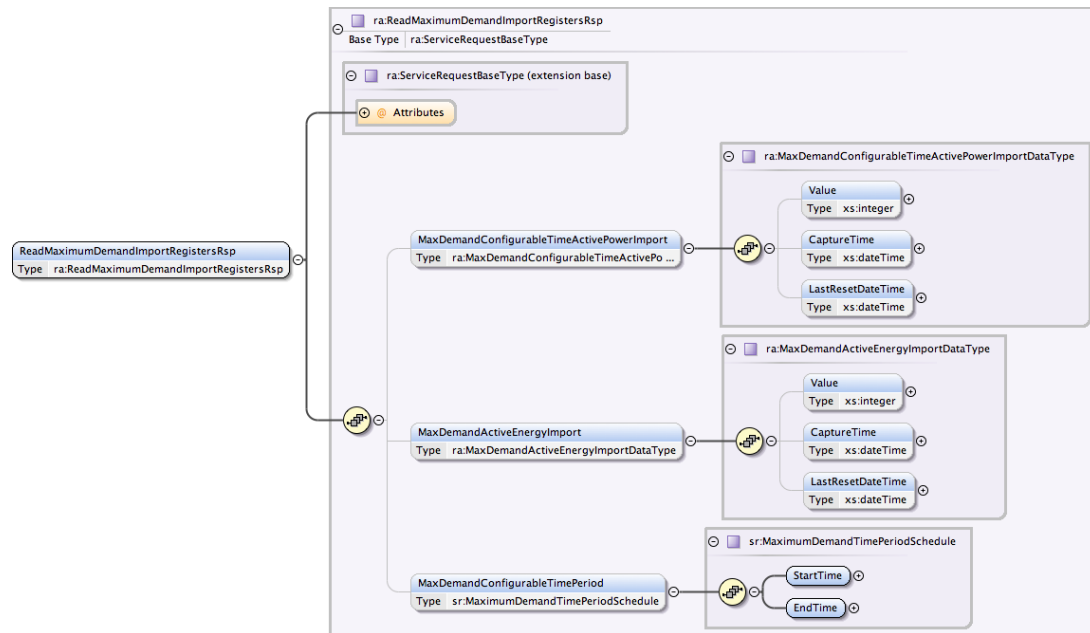 ra:ReadMaximumDemandImportRegistersRsp
Base Type ra:ServiceRequestBaseType
ra:ServiceRequestBaseType (extension base)
@ Attributes
ra:MaxDemandConfigurableTimeActivePowerImportDataType
Value
Type xs:integer
MaxDemandConfigurableTimeActivePowerImport
Type ra:MaxDemandConfigurableTimeActivePo ...
CaptureTime
Type xs:dateTime
LastResetDateTime
Type xs:dateTime
ReadMaximumDemandImportRegistersRsp
Type ra:ReadMaximumDemandImportRegistersRsp
ra:MaxDemandActiveEnergyImportDataType
Value
Type xs:integer
MaxDemandActiveEnergyImport
Type ra:MaxDemandActiveEnergyImportDataType
CaptureTime
Type xs:dateTime
LastResetDateTime
Type xs:dateTime
sr:MaximumDemandTimePeriodSchedule
MaxDemandConfigurableTimePeriod
Type sr:MaximumDemandTimePeriodSchedule
StartTime
EndTime